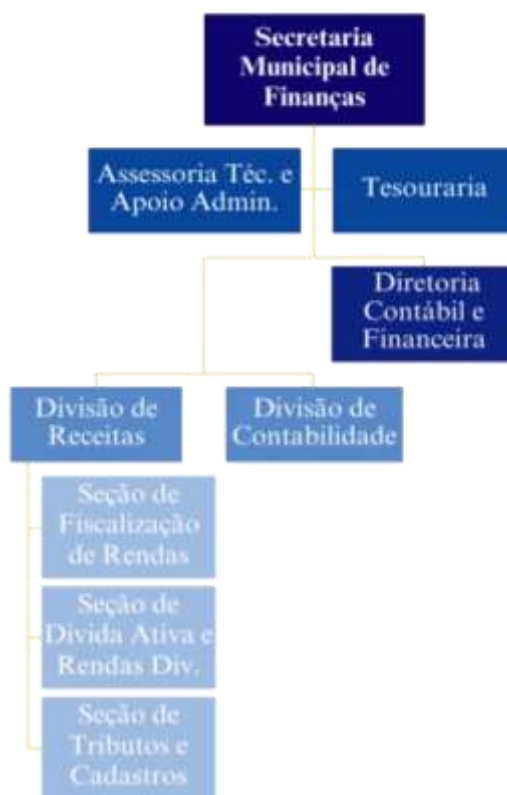 Secretaria
Municipal de
Finanças
Assessoria Téc. e
Apoio Admin.
Tesouraria
Diretoria
Contábil e
Financeira
Divisão de
Receitas
Divisão de
Contabilidade
Seção de
Fiscalização
de Rendas
Seção de
Divida Ativa e
Rendas Div.
Seção de
Tributos e
Cadastros